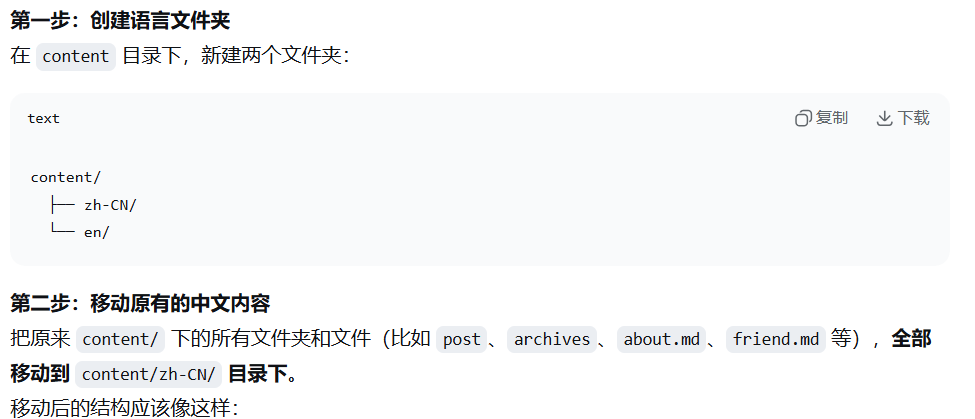 第一步：创建语言文件夹
在 content 目录下，新建两个文件夹：
text
复制
下载
content/
├── zh-CN/
└── en/
第二步：移动原有的中文内容
把原来 content/ 下的所有文件夹和文件（比如 post、archives、about.md、friend.md 等），全部
移动到 content/zh-CN/ 目录下。
移动后的结构应该像这样：